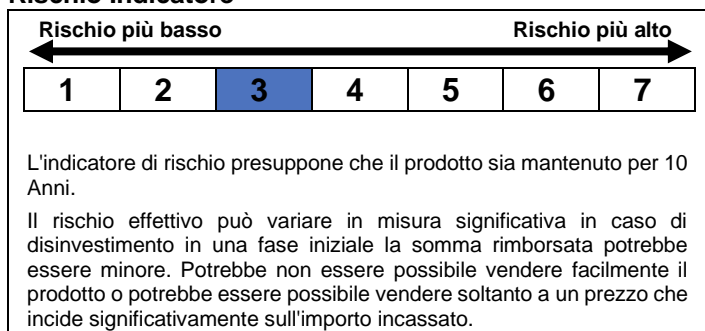 Rischio più basso Rischio più alto
1 2 3 4 5 6 7
L'indicatore di rischio presuppone che il prodotto sia mantenuto per 10
Anni.
Il rischio effettivo può variare in misura significativa in caso di
disinvestimento in una fase iniziale la somma rimborsata potrebbe
essere minore. Potrebbe non essere possibile vendere facilmente il
prodotto o potrebbe essere possibile vendere soltanto a un prezzo che
incide significativamente sull'importo incassato.